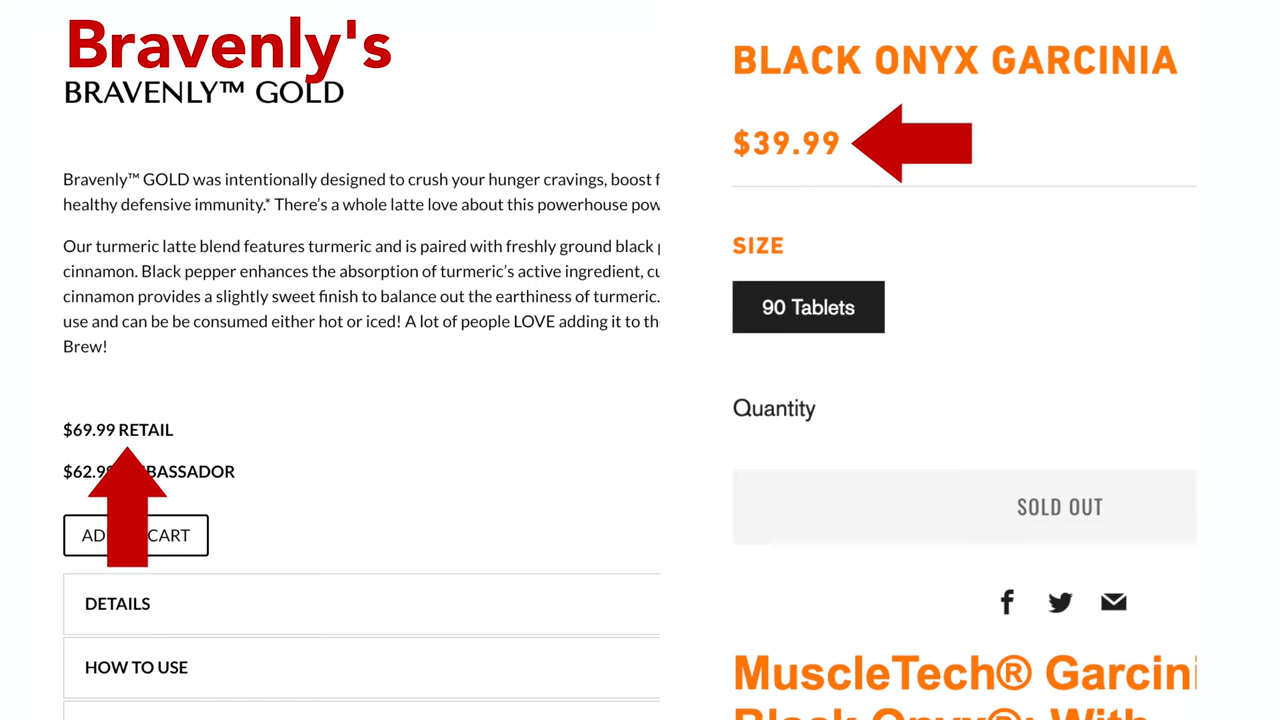 Bravenly's
BRAVENLY™ GOLD
Bravenly™ GOLD was intentionally designed to crush your hunger cravings, boost
healthy defensive immunity.* There's a whole latte love about this powerhouse
Our turmeric latte blend features turmeric and is paired with freshly ground black
cinnamon. Black pepper enhances the absorption of turmeric's active ingredient,
cinnamon provides a slightly sweet finish to balance out the earthiness of turmeric.
use and can be be consumed either hot or iced! A lot of people LOVE adding it to
Brew!
$69.99 RETAIL
$62.99 BASSADOR
AD CART
DETAILS
HOW TO USE
BLACK ONYX GARCINIA
$39.99
SIZE
90 Tablets
Quantity
SOLD OUT
MuscleTech® Garcini
Black Onyx®: With